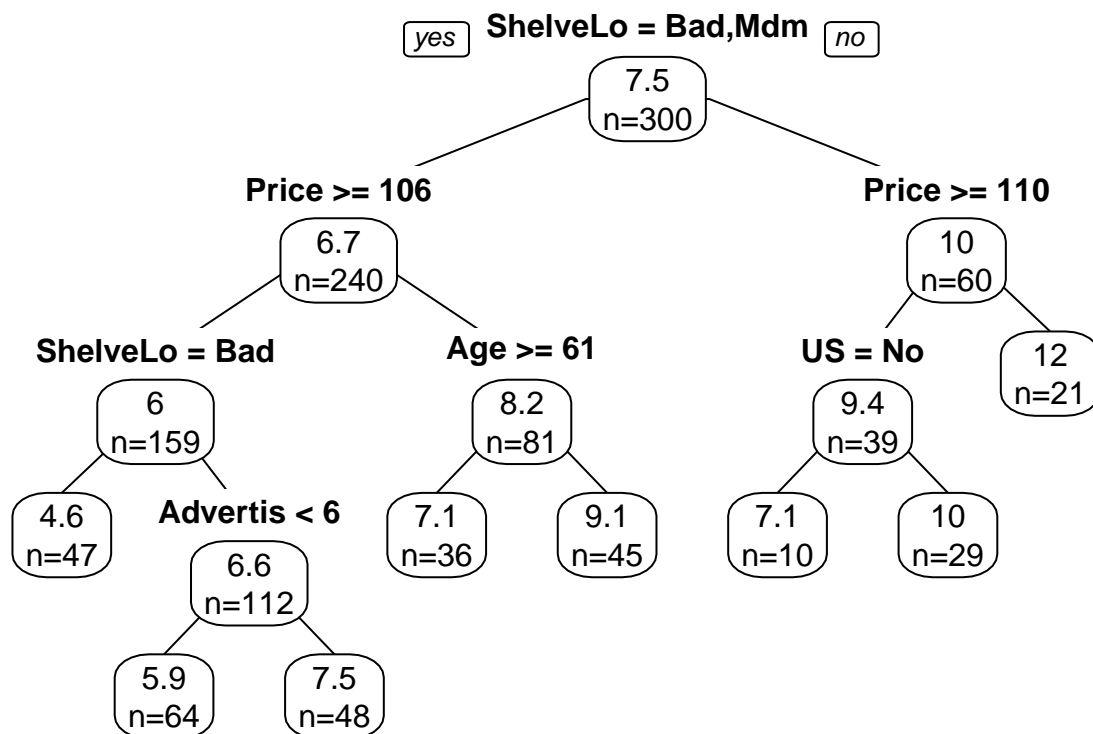 yes ShelveLo = Bad,Mdm no
7.5
n=300
Price >= 106
Price >= 110
6.7
n=240
10
n=60
ShelveLo = Bad
Age >= 61
US = No
12
n=21
6
n=159
8.2
n=81
9.4
n=39
4.6
n=47
Advertis < 6
7.1
n=36
9.1
n=45
7.1
n=10
10
n=29
6.6
n=112
5.9
n=64
7.5
n=48